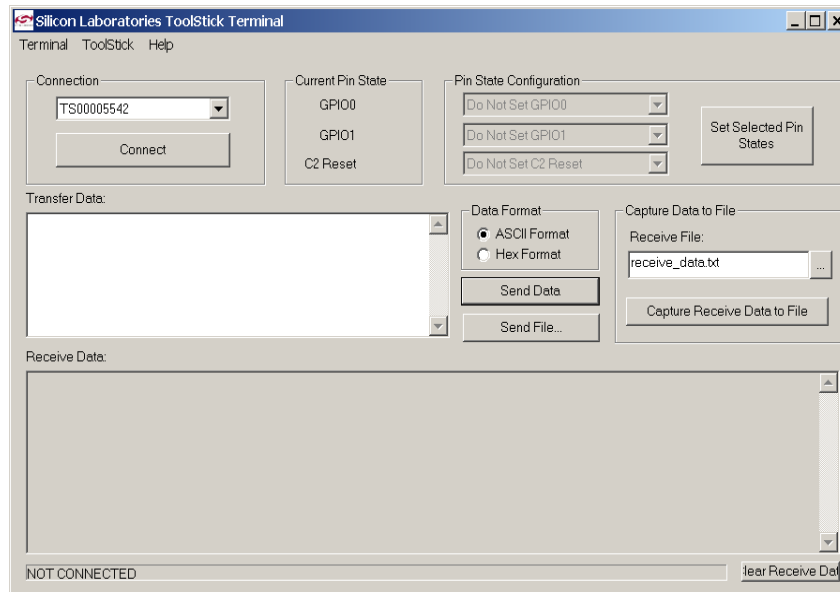 Silicon Laboratories ToolStick Terminal
Terminal ToolStick Help
Connection
TS00005542
Connect
Current Pin State
GPIO0
GPIO1
C2 Reset
Pin State Configuration
Do Not Set GPIO0
Do Not Set GPIO1
Do Not Set C2 Reset
Set Selected Pin
States
Transfer Data:
Data Format
ASCII Format
Hex Format
Send Data
Send File...
Capture Data to File
Receive File:
receive_data.txt
...
Capture Receive Data to File
Receive Data:
NOT CONNECTED
lear Receive Dat